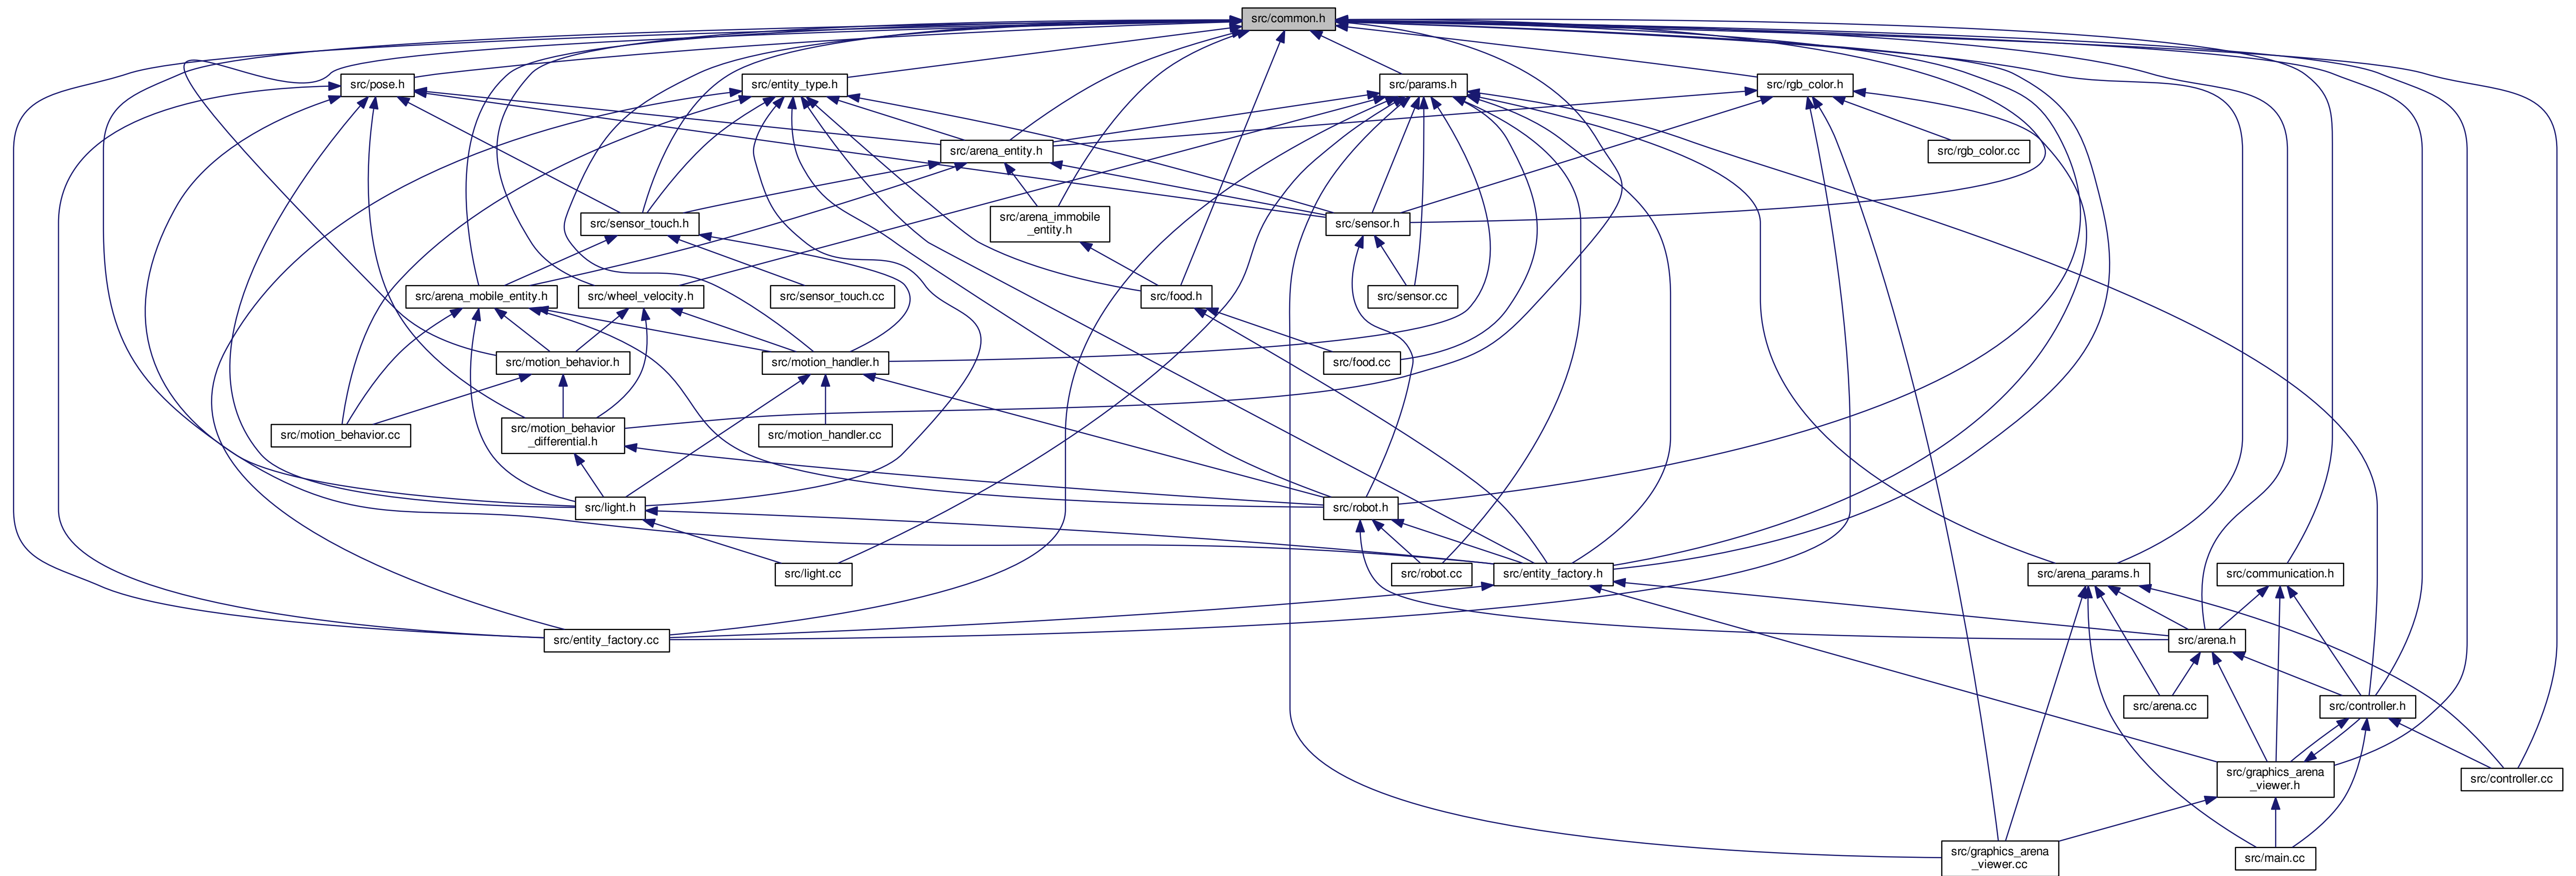 src/common.h
src/pose.h
src/entity_type.h
src/params.h
src/rgb_color.h
src/arena_entity.h
src/rgb_color.cc
src/sensor_touch.h
src/arena_immobile
_entity.h
src/sensor.h
src/arena_mobile_entity.h
src/wheel_velocity.h
src/sensor_touch.cc
src/food.h
src/sensor.cc
src/motion_behavior.h
src/motion_handler.h
src/food.cc
src/motion_behavior.cc
src/motion_behavior
_differential.h
src/motion_handler.cc
src/light.h
src/robot.h
src/light.cc
src/robot.cc
src/entity_factory.h
src/arena_params.h
src/communication.h
src/entity_factory.cc
src/arena.h
src/arena.cc
src/controller.h
src/graphics_arena
_viewer.h
src/controller.cc
src/graphics_arena
_viewer.cc
src/main.cc